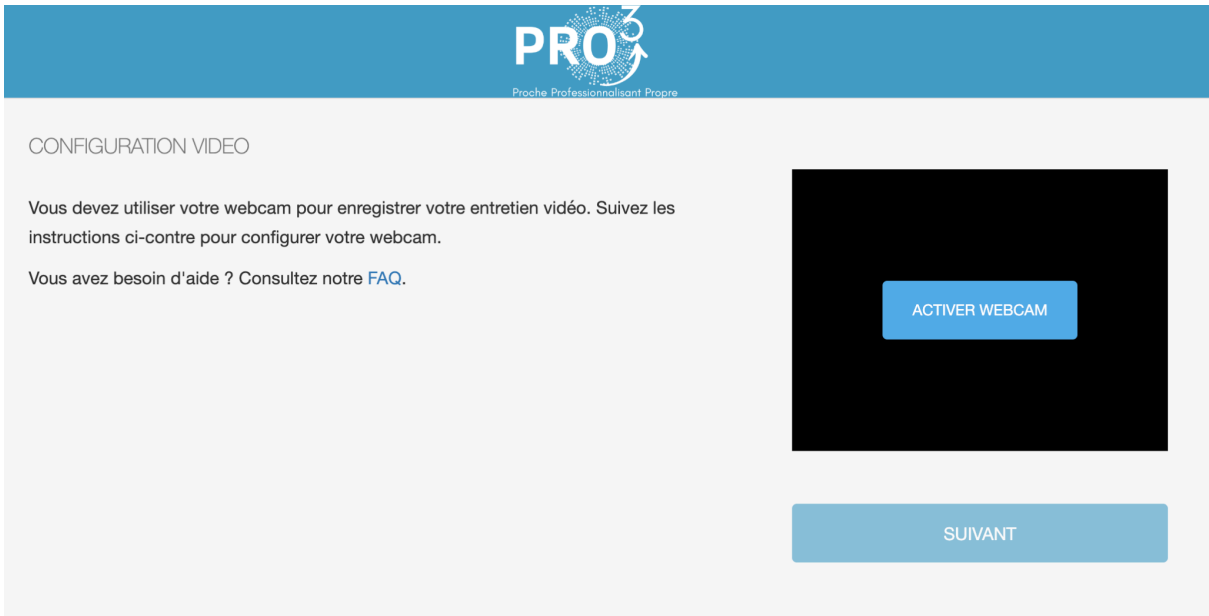 PRO3
Proche Professionnalisant Propre
CONFIGURATION VIDEO
Vous devez utiliser votre webcam pour enregistrer votre entretien vidéo. Suivez les
instructions ci-contre pour configurer votre webcam.
Vous avez besoin d'aide ? Consultez notre FAQ.
ACTIVER WEBCAM
SUIVANT